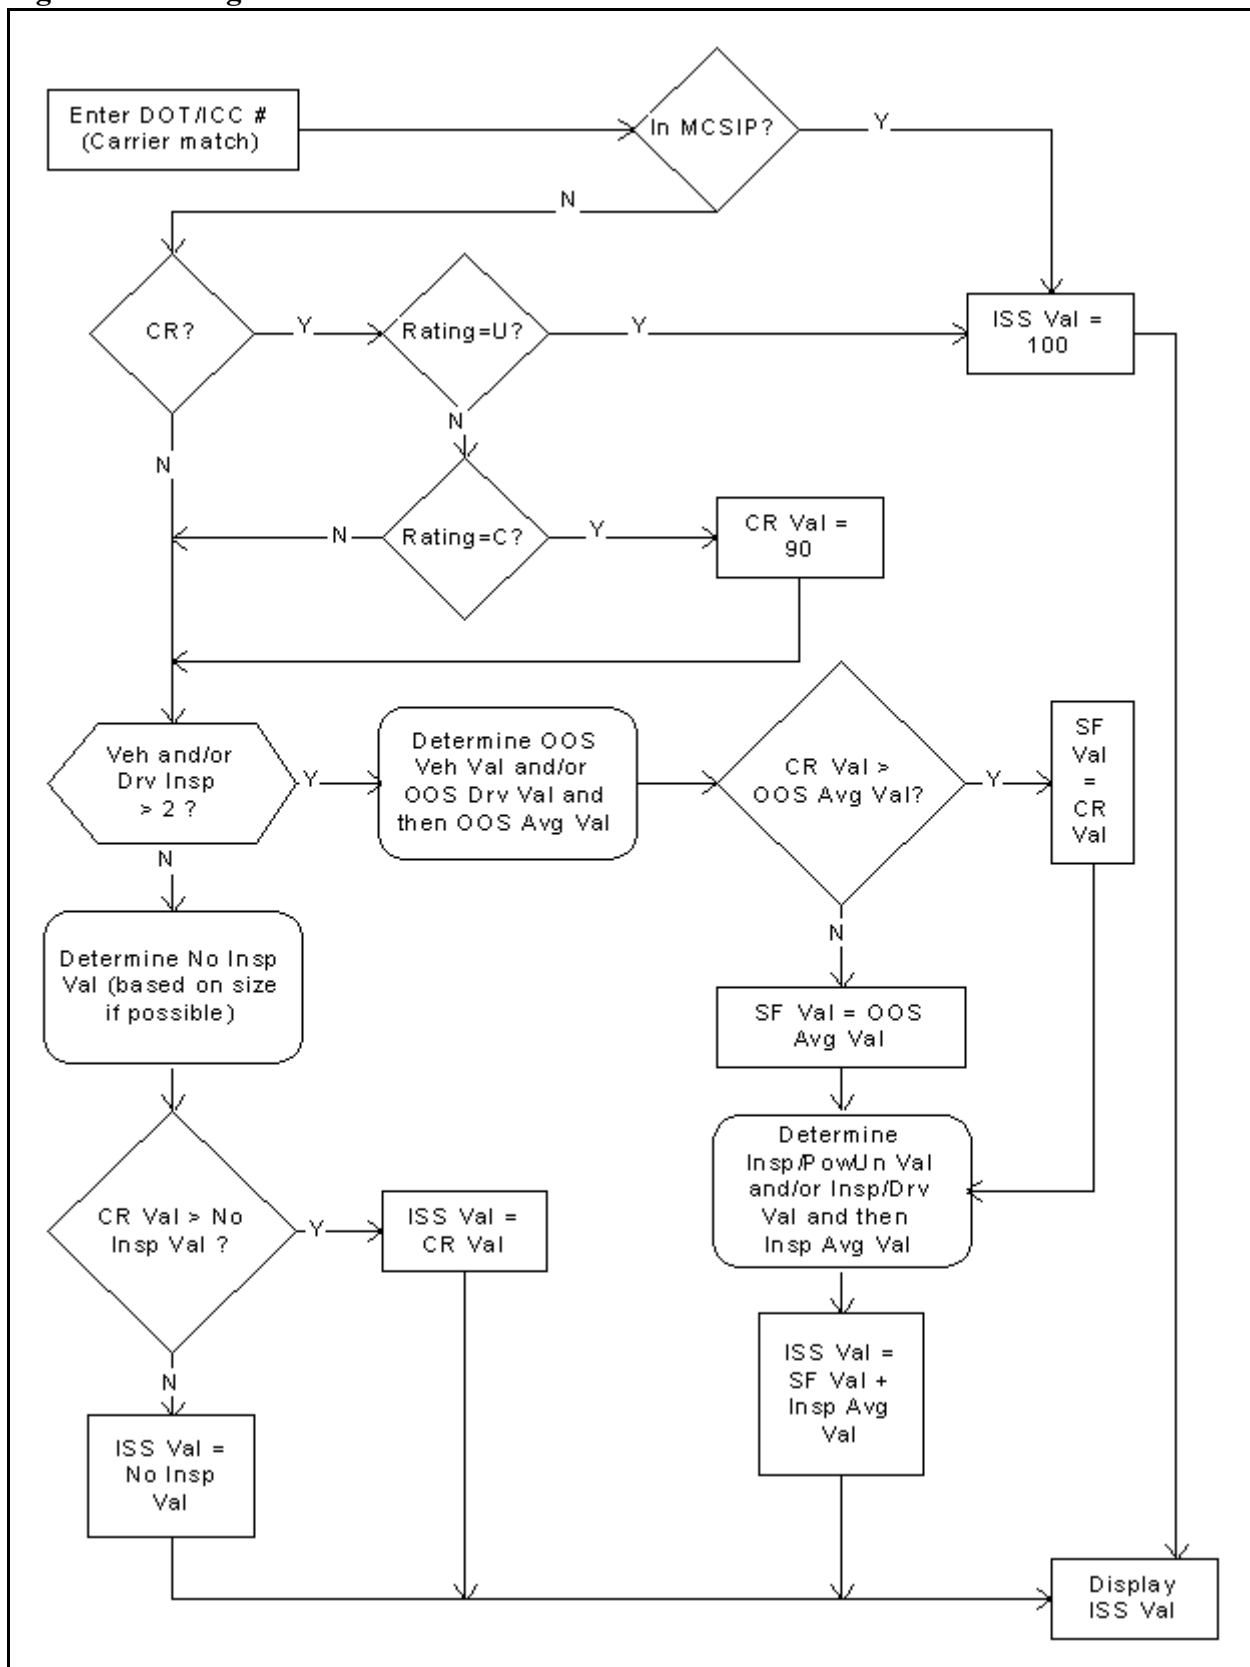 Enter DOT/ICC #
(Carrier match)
In MCSIP?
Y
N
CR?
Y
Rating=U?
Y
ISS Val =
100
N
N
Rating=C?
N
Y
CR Val =
90
Veh and/or
Drv Insp
> 2 ?
Y
Determine OOS
Veh Val and/or
OOS Drv Val and
then OOS Avg Val
CR Val >
OOS Avg Val?
Y
SF
Val
=
CR
Val
N
N
Determine No Insp
Val (based on size
if possible)
SF Val = OOS
Avg Val
Determine
Insp/PowUn Val
and/or Insp/Drv
Val and then
Insp Avg Val
CR Val > No
Insp Val ?
Y
ISS Val =
CR Val
ISS Val =
SF Val +
Insp Avg
Val
N
ISS Val =
No Insp
Val
Display
ISS Val